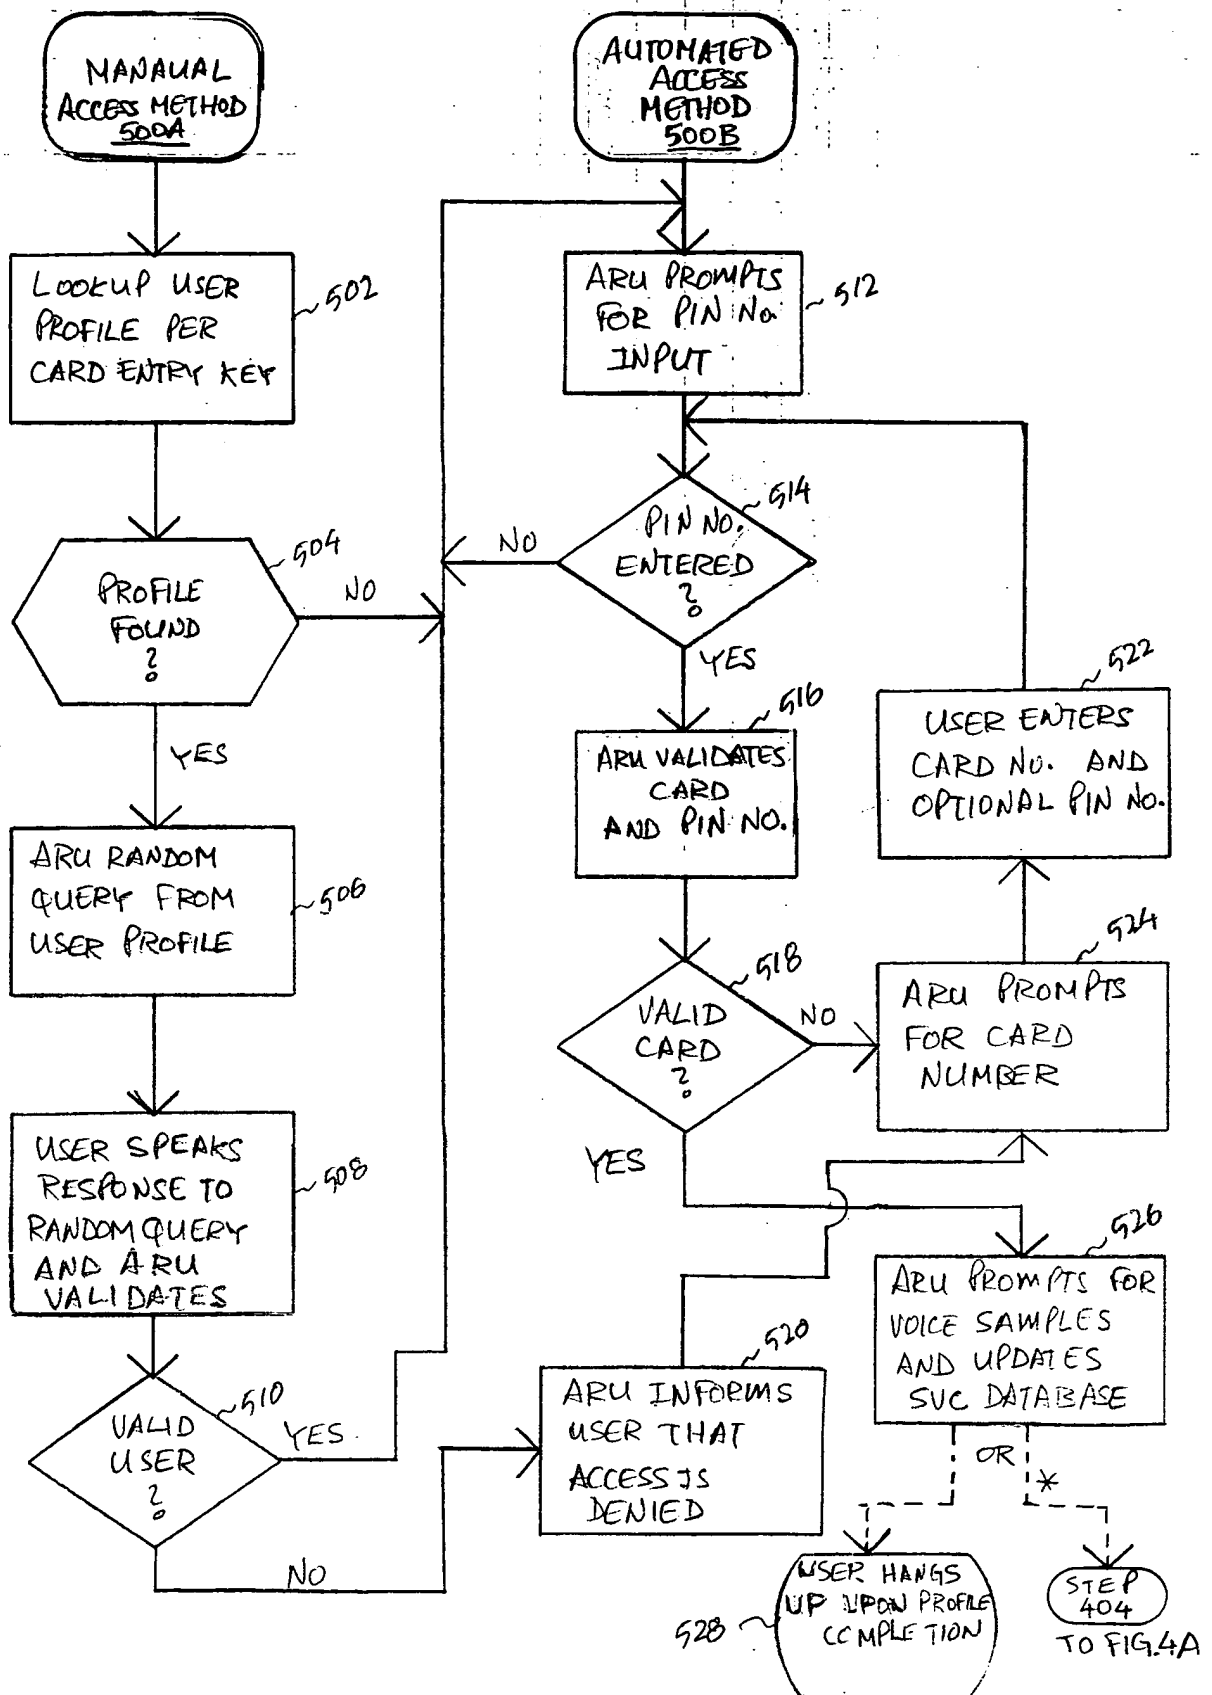 MANAUAL
ACCESS METHOD
500A
LOOKUP USER
PROFILE PER
CARD ENTRY KEY
502
PROFILE
FOUND
?
504
NO
YES
ARU RANDOM
QUERY FROM
USER PROFILE
506
USER SPEAKS
RESPONSE TO
RANDOM QUERY
AND ARU
VALIDATES
508
VALID
USER
?
510
YES
NO
AUTOMATED
ACCESS
METHOD
500B
ARU PROMPTS
FOR PIN No.
INPUT
512
PIN NO.
ENTERED
?
514
NO
YES
ARU VALIDATES
CARD
AND PIN NO.
516
VALID
CARD
?
518
NO
YES
USER ENTERS
CARD NO. AND
OPTIONAL PIN NO.
522
ARU PROMPTS
FOR CARD
NUMBER
524
ARU INFORMS
USER THAT
ACCESS IS
DENIED
520
ARU PROMPTS FOR
VOICE SAMPLES
AND UPDATES
SVC DATABASE
526
OR
*
USER HANGS
UP UPON PROFILE
COMPLETION
528
STEP
404
TO FIG.4A